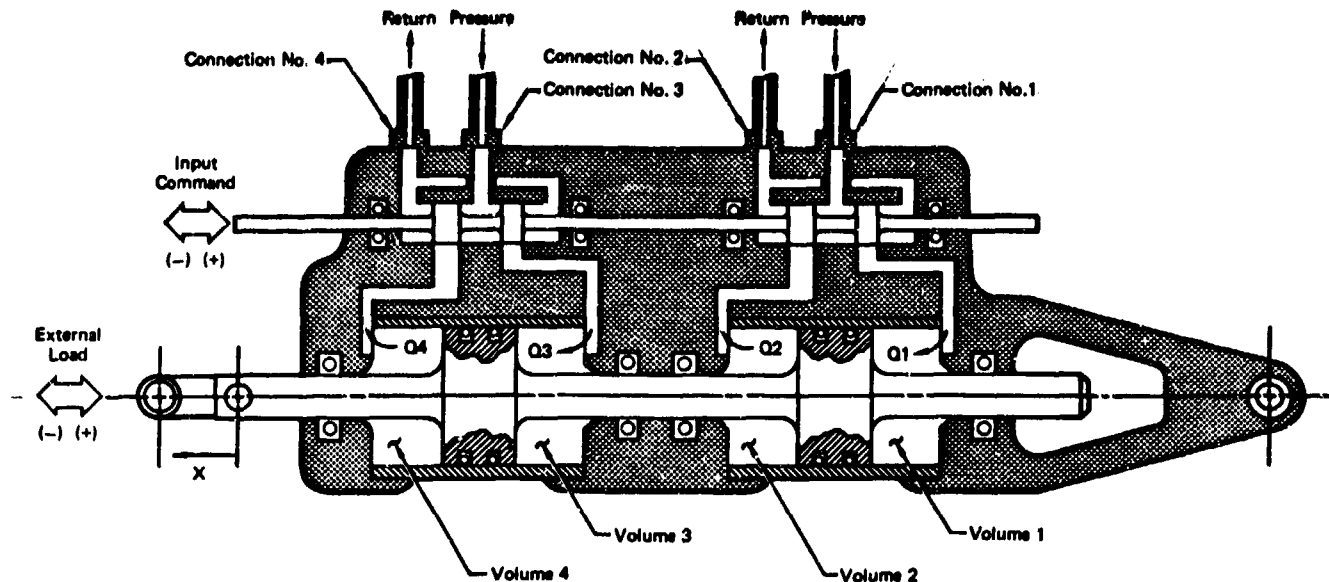 Return Pressure
Return Pressure
Connection No. 4
Connection No. 2
Connection No. 3
Connection No.1
Input
Command
(−) (+)
External
Load
(−) (+)
Q4
Q3
Q2
Q1
X
Volume 3
Volume 1
Volume 4
Volume 2